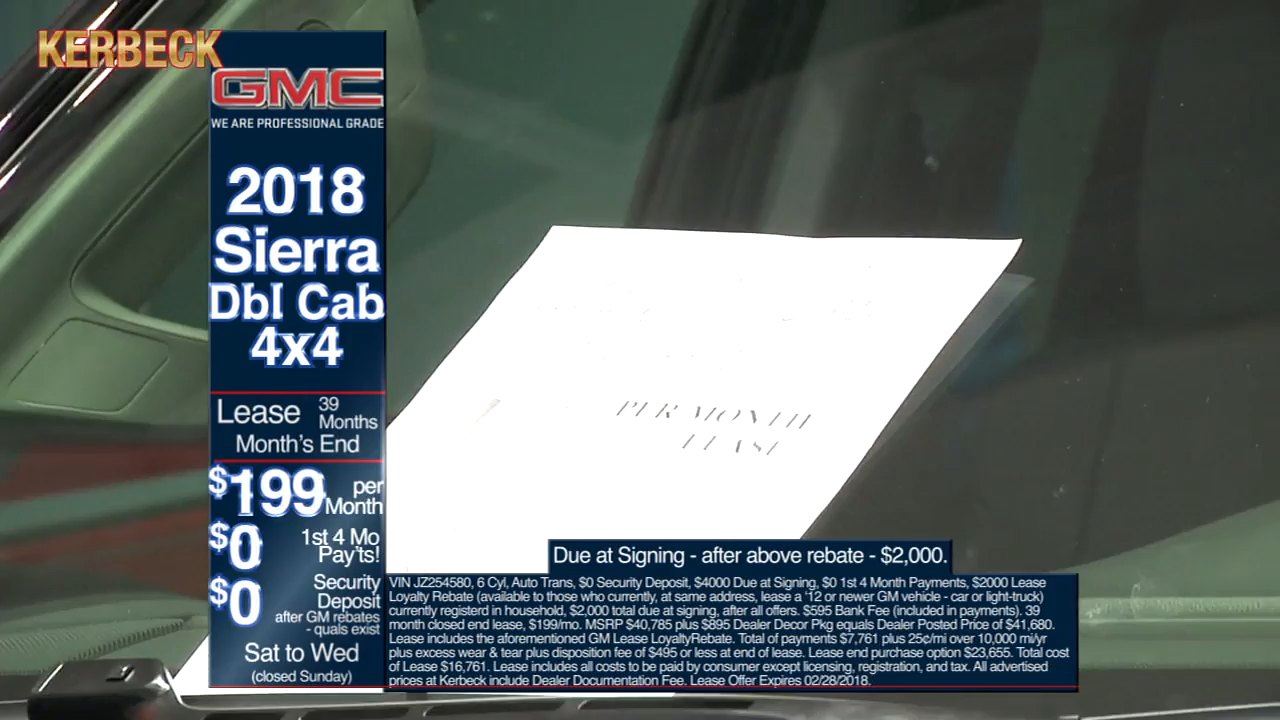 KERBECK
GMC
WE ARE PROFESSIONAL GRADE
2018
Sierra
Dbl Cab
4x4
Lease 39 Months
Month's End
$199 per Month
$0 1st 4 Mo Pay'ts!
$0 Security Deposit
after GM rebates
- quals exist
Sat to Wed
(closed Sunday)
PER MONTH
LEASE
Due at Signing - after above rebate - $2,000.
VIN JZ254580, 6 Cyl, Auto Trans, $0 Security Deposit, $4000 Due at Signing, $0 1st 4 Month Payments, $2000 Lease
Loyalty Rebate (available to those who currently, at same address, lease a '12 or newer GM vehicle - car or light-truck)
currently registerd in household, $2,000 total due at signing, after all offers. $595 Bank Fee (included in payments). 39
month closed end lease, $199/mo. MSRP $40,785 plus $895 Dealer Decor Pkg equals Dealer Posted Price of $41,680.
Lease includes the aforementioned GM Lease LoyaltyRebate. Total of payments $7,761 plus 25¢/mi over 10,000 mi/yr
plus excess wear & tear plus disposition fee of $495 or less at end of lease. Lease end purchase option $23,655. Total cost
of Lease $16,761. Lease includes all costs to be paid by consumer except licensing, registration, and tax. All advertised
prices at Kerbeck include Dealer Documentation Fee. Lease Offer Expires 02/28/2018.